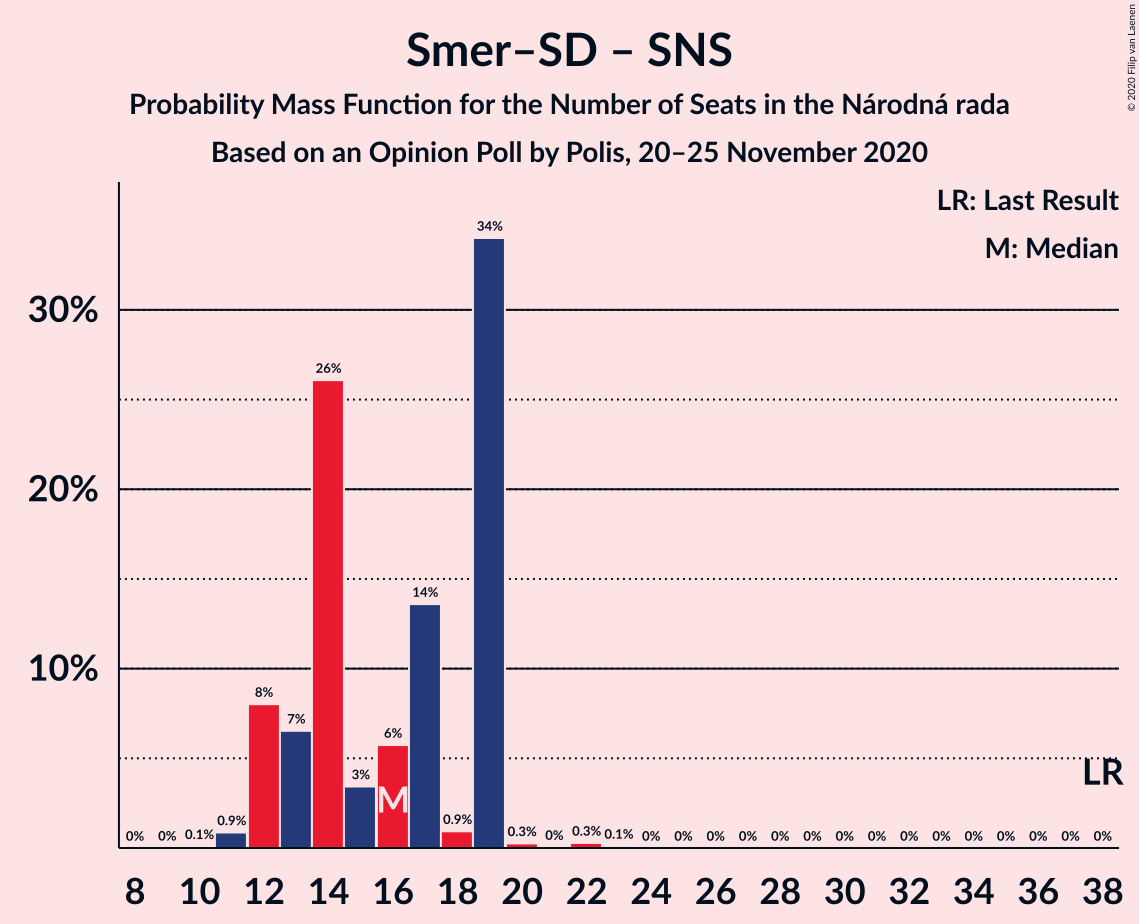 © 2020 Filip van Laenen
Smer–SD – SNS
Probability Mass Function for the Number of Seats in the Národná rada
Based on an Opinion Poll by Polis, 20–25 November 2020
LR: Last Result
M: Median
34%
30%
26%
20%
14%
10%
8%
7%
6%
3%
M
LR
0% 0% 0.1% 0.9% 0.9% 0.3% 0% 0.3% 0.1% 0% 0% 0% 0% 0% 0% 0% 0% 0% 0% 0% 0% 0% 0% 0%
8 10 12 14 16 18 20 22 24 26 28 30 32 34 36 38